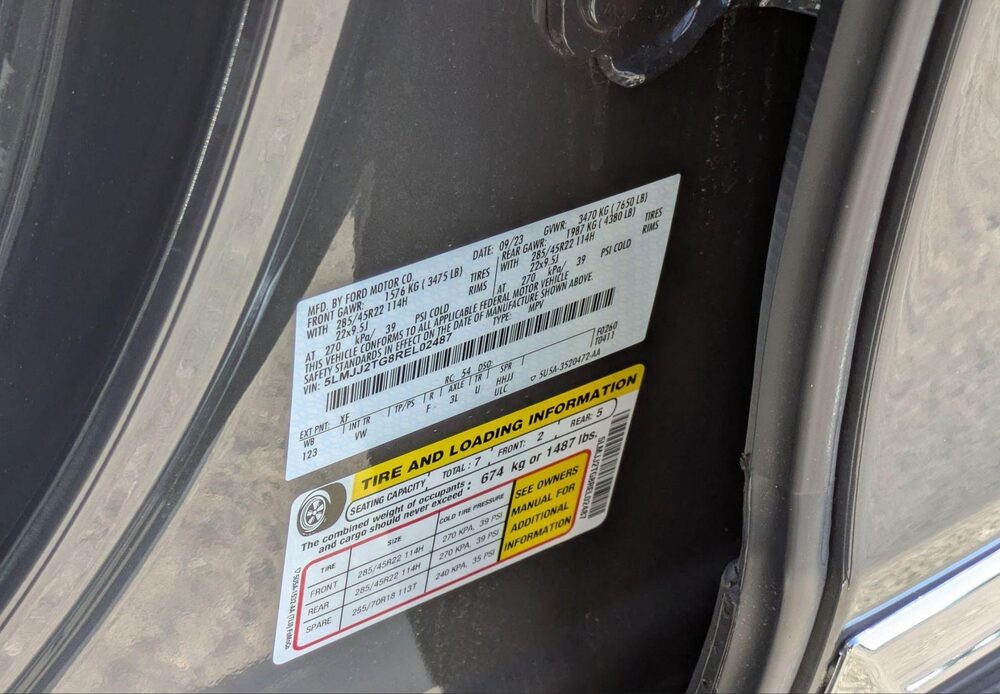 MFD. BY FORD MOTOR CO. DATE: 09/23 GVWR: 3470 KG ( 7650 LB)
FRONT GAWR: 1576 KG ( 3475 LB) REAR GAWR: 1987 KG ( 4380 LB)
WITH 285/45R22 114H TIRES WITH 285/45R22 114H TIRES
22x9.5J RIMS 22x9.5J RIMS
AT 270 kPa/ 39 PSI COLD AT 270 kPa/ 39 PSI COLD
THIS VEHICLE CONFORMS TO ALL APPLICABLE FEDERAL MOTOR VEHICLE
SAFETY STANDARDS IN EFFECT ON THE DATE OF MANUFACTURE SHOWN ABOVE.
VIN: 5LMJJ2TG8REL02487 TYPE: MPV
EXT PNT: XF RC: 54 DSO: F0260
T0411
WB INT TR TP/PS R AXLE TR SPR
123 VW F 3L U HHJJ
ULC ▽ 5U5A-3520472-AA
TIRE AND LOADING INFORMATION
SEATING CAPACITY TOTAL: 7 FRONT: 2 REAR: 5
The combined weight of occupants and cargo should never exceed : 674 kg or 1487 lbs.
TIRE SIZE COLD TIRE PRESSURE
FRONT 285/45R22 114H 270 KPA, 39 PSI
REAR 285/45R22 114H 270 KPA, 39 PSI
SPARE 255/70R18 113T 240 KPA, 35 PSI
SEE OWNERS
MANUAL FOR
ADDITIONAL
INFORMATION
5LMJJ2TG8REL02487